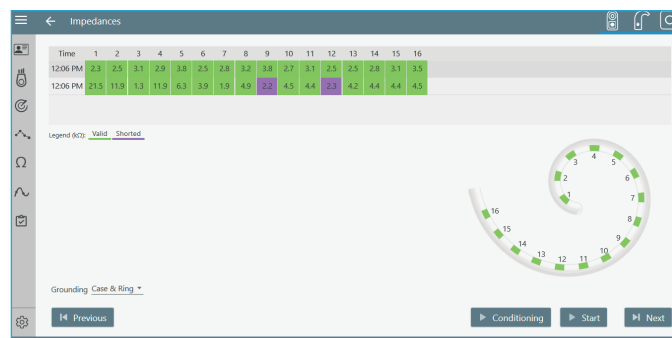 Impedances
Time 1 2 3 4 5 6 7 8 9 10 11 12 13 14 15 16
12:06 PM 2.3 2.5 3.1 2.9 3.8 2.5 2.8 3.2 3.8 2.7 3.1 2.5 2.5 2.8 3.1 3.5
12:06 PM 21.5 11.9 1.3 11.9 6.3 3.9 1.9 4.9 2.2 4.5 4.4 2.3 4.2 4.4 4.4 4.5
Legend (kΩ): Valid Shorted
3 4 5
2 6
1 7
16 8
15 9
14 10
13 12 11
Grounding Case & Ring
Previous Conditioning Start Next